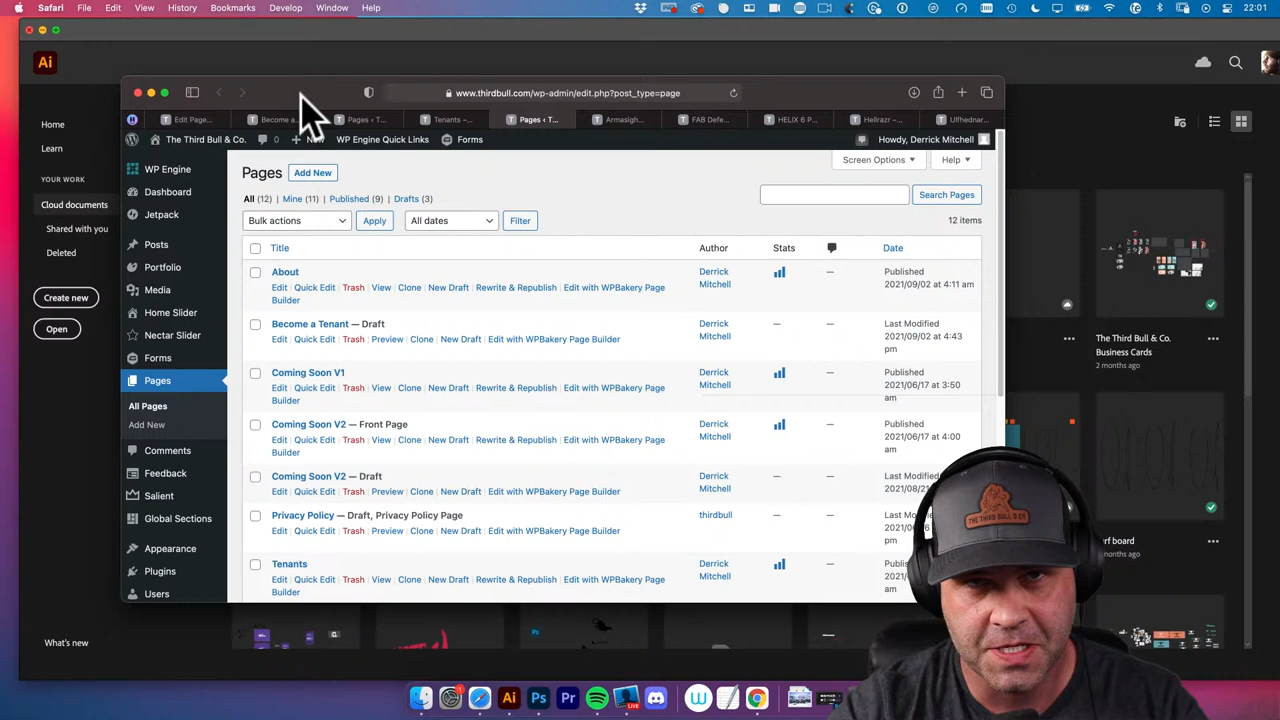 Safari File Edit View History Bookmarks Develop Window Help 22:01
Ai
www.thirdbull.com/wp-admin/edit.php?post_type=page
Edit Page... Become a... Pages < T... Tenants –... Pages < T... Armasigh... FAB Defe... HELIX 6 P... Hellrazr –... Ulfhednar...
The Third Bull & Co. 0 New WP Engine Quick Links Forms Howdy, Derrick Mitchell
Home
Learn
YOUR WORK
Cloud documents
Shared with you
Deleted
Create new
Open
What's new
WP Engine
Dashboard
Jetpack
Posts
Portfolio
Media
Home Slider
Nectar Slider
Forms
Pages
All Pages
Add New
Comments
Feedback
Salient
Global Sections
Appearance
Plugins
Users
Screen Options Help
Pages Add New
All (12) | Mine (11) | Published (9) | Drafts (3)
Search Pages
Bulk actions Apply All dates Filter 12 items
Title Author Stats Date
About Derrick Mitchell — Published 2021/09/02 at 4:11 am
Edit | Quick Edit | Trash | View | Clone | New Draft | Rewrite & Republish | Edit with WPBakery Page
Builder
Become a Tenant — Draft Derrick Mitchell — — Last Modified 2021/09/02 at 4:43 pm
Edit | Quick Edit | Trash | Preview | Clone | New Draft | Edit with WPBakery Page Builder
Coming Soon V1 Derrick Mitchell — Published 2021/06/17 at 3:50 am
Edit | Quick Edit | Trash | View | Clone | New Draft | Rewrite & Republish | Edit with WPBakery Page
Builder
Coming Soon V2 — Front Page Derrick Mitchell — Published 2021/06/17 at 4:00 am
Edit | Quick Edit | Trash | View | Clone | New Draft | Rewrite & Republish | Edit with WPBakery Page
Builder
Coming Soon V2 — Draft Derrick Mitchell — — Last Modified
Edit | Quick Edit | Trash | Preview | Clone | New Draft | Edit with WPBakery Page Builder
Privacy Policy — Draft, Privacy Policy Page thirdbull — — Last Modified
Edit | Quick Edit | Trash | Preview | Clone | New Draft | Edit with WPBakery Page Builder
Tenants Derrick Mitchell —
Edit | Quick Edit | Trash | View | Clone | New Draft | Rewrite & Republish | Edit with WPBakery Page
Builder
The Third Bull & Co.
Business Cards
2 months ago
THE THIRD BULL & CO
Ai Ps Pr LIVE